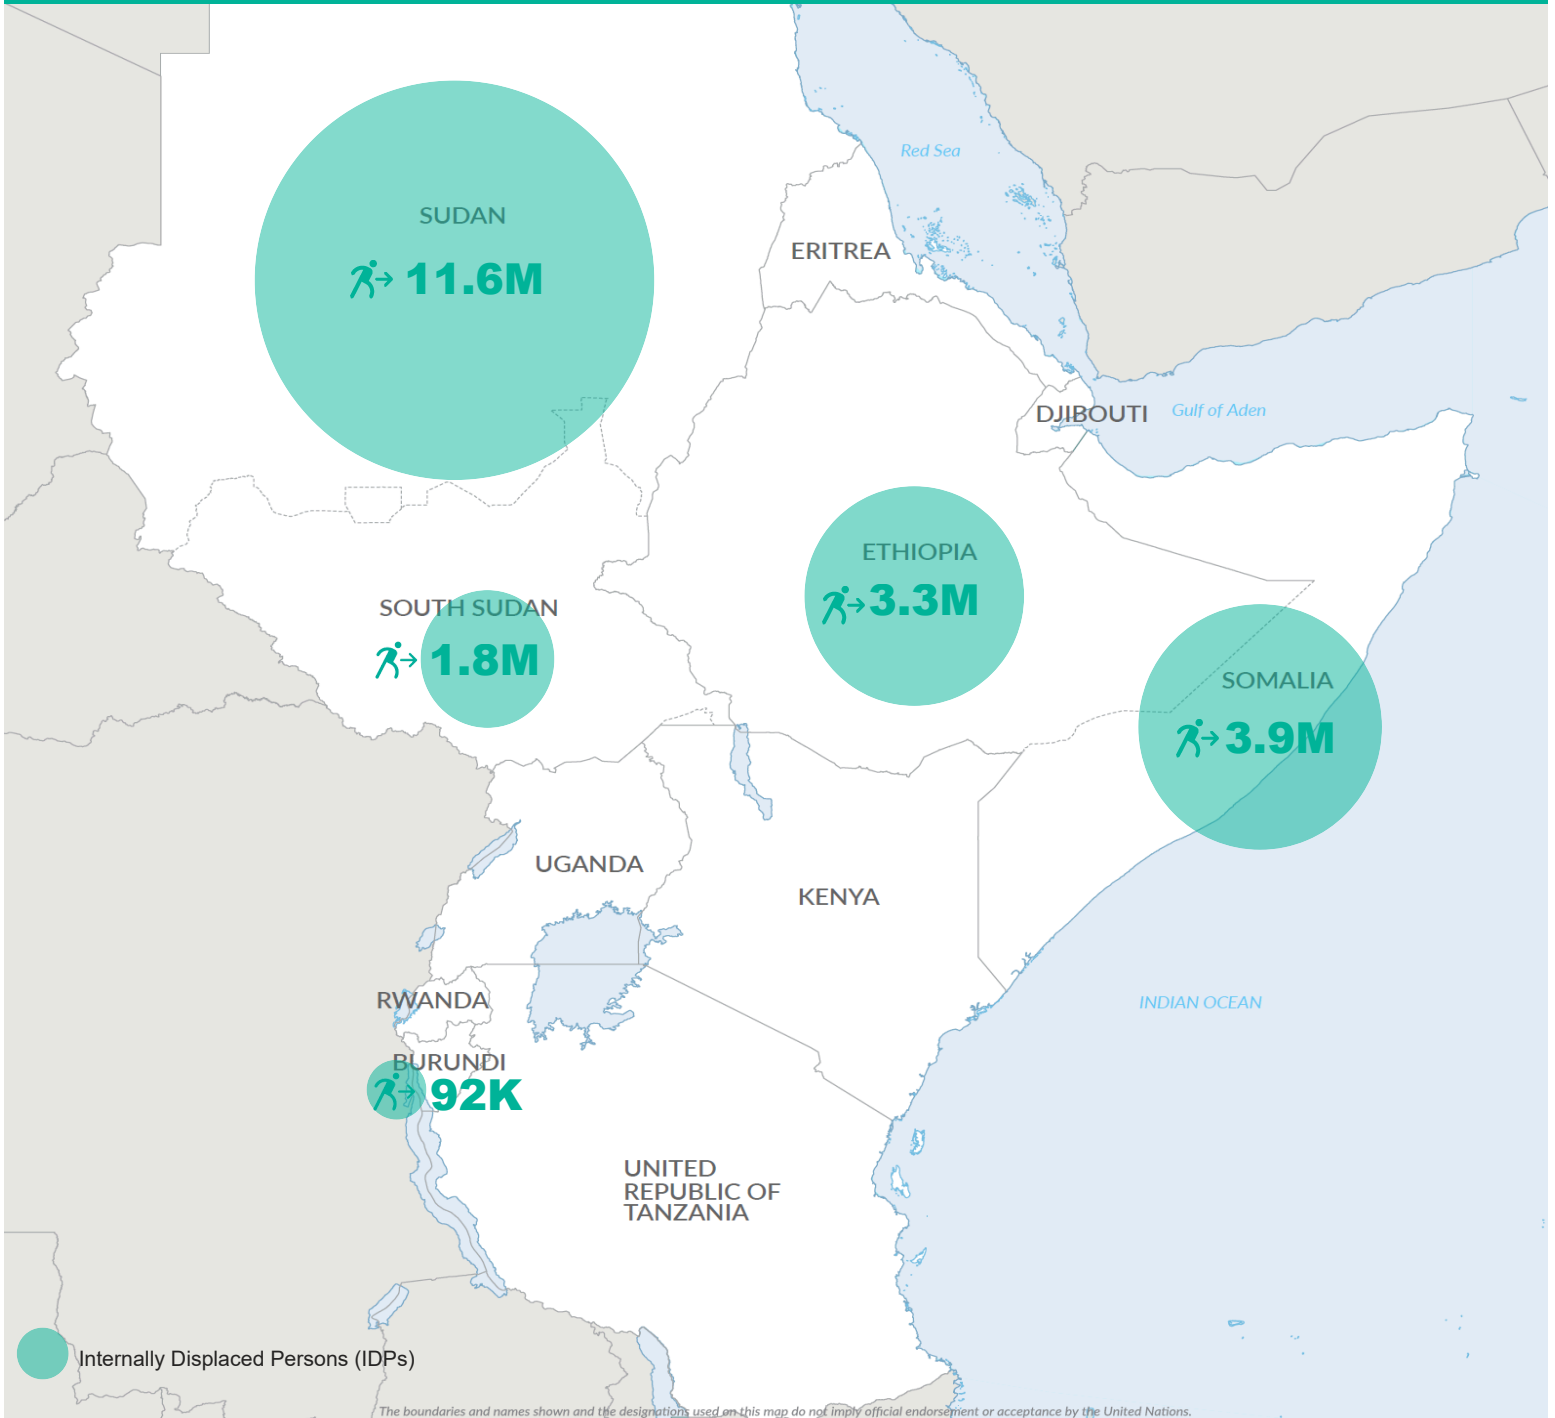 Red Sea
SUDAN
ERITREA
11.6M
DJIBOUTI
Gulf of Aden
ETHIOPIA
3.3M
SOUTH SUDAN
1.8M
SOMALIA
3.9M
UGANDA
KENYA
RWANDA
INDIAN OCEAN
BURUNDI
92K
UNITED
REPUBLIC OF
TANZANIA
Internally Displaced Persons (IDPs)
The boundaries and names shown and the designations used on this map do not imply official endorsement or acceptance by the United Nations.